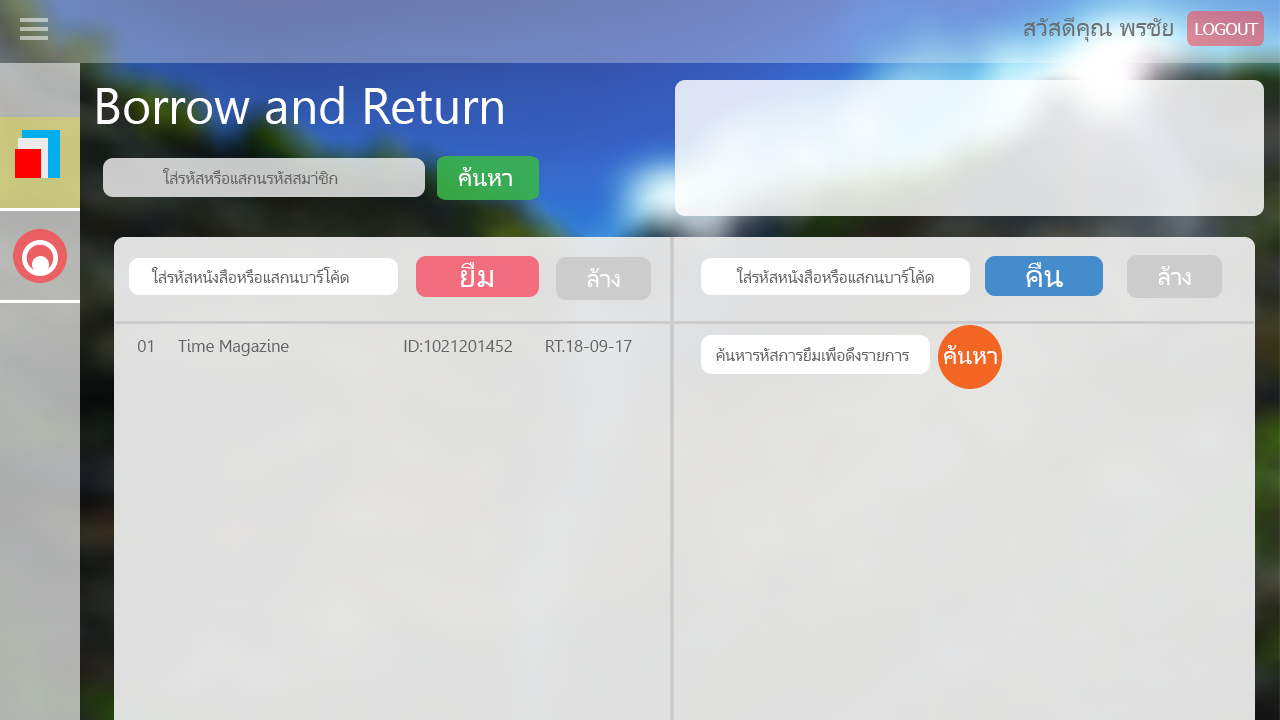 สวัสดีคุณ พรชัย LOGOUT
Borrow and Return
ใส่รหัสหรือแสกนรหัสสมาชิก ค้นหา
ใส่รหัสหนังสือหรือแสกนบาร์โค๊ด ยืม ล้าง
ใส่รหัสหนังสือหรือแสกนบาร์โค้ด คืน ล้าง
01 Time Magazine ID:1021201452 RT.18-09-17
ค้นหารหัสการยืมเพื่อดึงรายการ ค้นหา